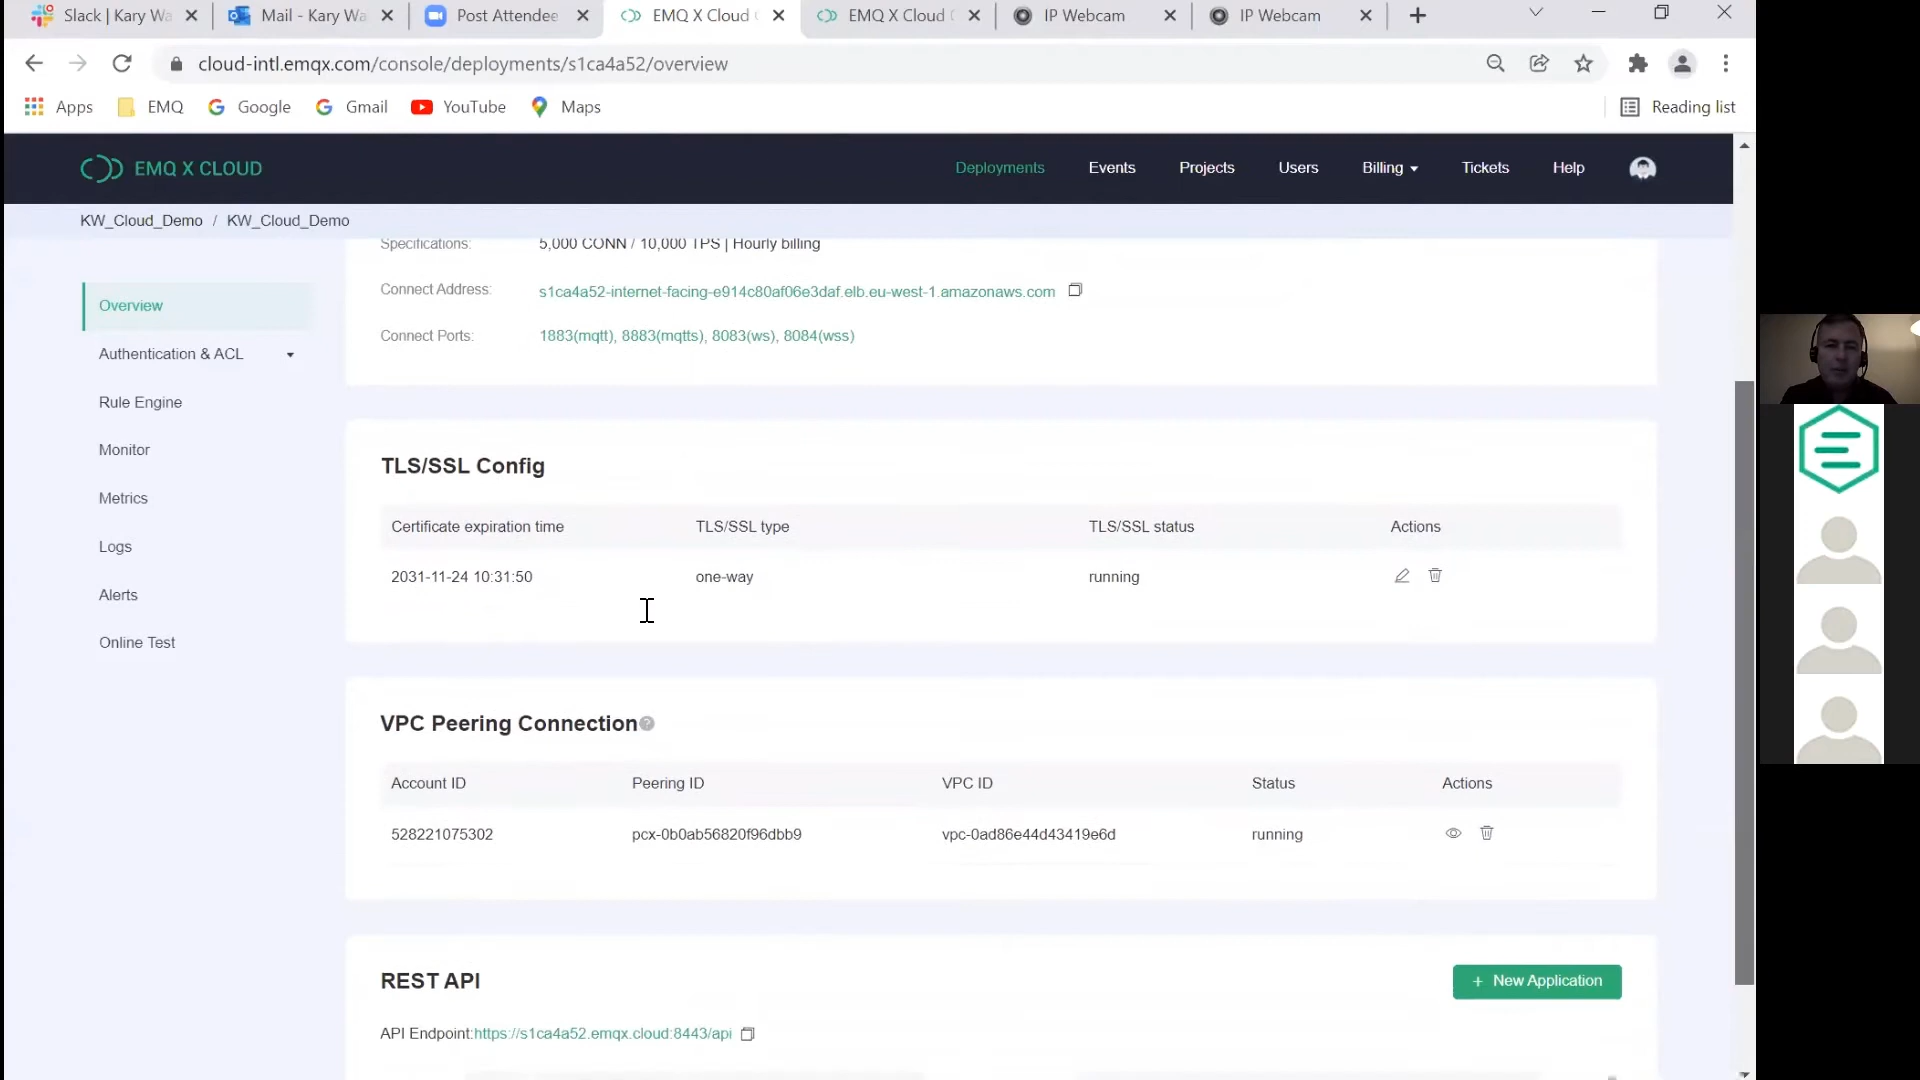 Slack | Kary Wa
Mail - Kary Wa
Post Attendee
EMQ X Cloud
EMQ X Cloud
IP Webcam
IP Webcam
cloud-intl.emqx.com/console/deployments/s1ca4a52/overview
Apps
EMQ
Google
Gmail
YouTube
Maps
Reading list
EMQ X CLOUD
Deployments
Events
Projects
Users
Billing
Tickets
Help
KW_Cloud_Demo / KW_Cloud_Demo
Overview
Authentication & ACL
Rule Engine
Monitor
Metrics
Logs
Alerts
Online Test
Specifications: 5,000 CONN / 10,000 TPS | Hourly billing
Connect Address: s1ca4a52-internet-facing-e914c80af06e3daf.elb.eu-west-1.amazonaws.com
Connect Ports: 1883(mqtt), 8883(mqtts), 8083(ws), 8084(wss)
TLS/SSL Config
Certificate expiration time TLS/SSL type TLS/SSL status Actions
2031-11-24 10:31:50 one-way running
VPC Peering Connection
Account ID Peering ID VPC ID Status Actions
528221075302 pcx-0b0ab56820f96dbb9 vpc-0ad86e44d43419e6d running
REST API
+ New Application
API Endpoint:https://s1ca4a52.emqx.cloud:8443/api